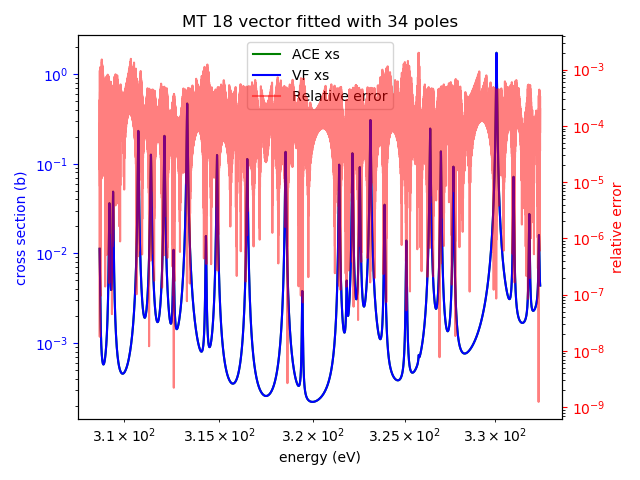 MT 18 vector fitted with 34 poles
ACE xs
VF xs
Relative error
cross section (b)
10⁰
10⁻¹
10⁻²
10⁻³
10⁻³
10⁻⁴
10⁻⁵
10⁻⁶
10⁻⁷
10⁻⁸
10⁻⁹
relative error
3.1 × 10² 3.15 × 10² 3.2 × 10² 3.25 × 10² 3.3 × 10²
energy (eV)